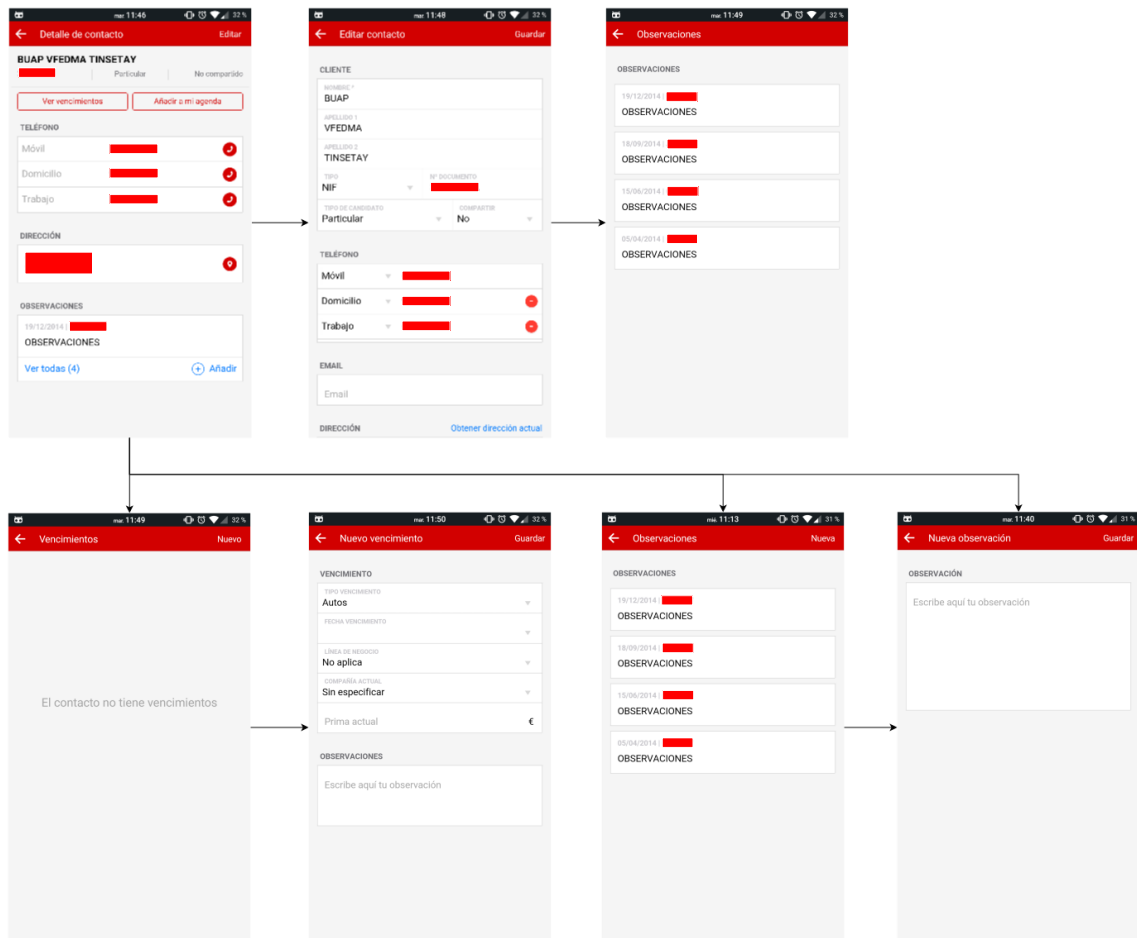 mar. 11:46 32 %
Detalle de contacto Editar
BUAP VFEDMA TINSETAY
Particular No compartido
Ver vencimientos Añadir a mi agenda
TELÉFONO
Móvil
Domicilio
Trabajo
DIRECCIÓN
OBSERVACIONES
19/12/2014 |
OBSERVACIONES
Ver todas (4) Añadir
mar. 11:48 32 %
Editar contacto Guardar
CLIENTE
NOMBRE *
BUAP
APELLIDO 1
VFEDMA
APELLIDO 2
TINSETAY
TIPO Nº DOCUMENTO
NIF
TIPO DE CANDIDATO COMPARTIR
Particular No
TELÉFONO
Móvil
Domicilio
Trabajo
EMAIL
Email
DIRECCIÓN Obtener dirección actual
mar. 11:49 32 %
Observaciones
OBSERVACIONES
19/12/2014 |
OBSERVACIONES
18/09/2014 |
OBSERVACIONES
15/06/2014 |
OBSERVACIONES
05/04/2014 |
OBSERVACIONES
mar. 11:49 32 %
Vencimientos Nuevo
El contacto no tiene vencimientos
mar. 11:50 32 %
Nuevo vencimiento Guardar
VENCIMIENTO
TIPO VENCIMIENTO
Autos
FECHA VENCIMIENTO
LÍNEA DE NEGOCIO
No aplica
COMPAÑÍA ACTUAL
Sin especificar
Prima actual €
OBSERVACIONES
Escribe aquí tu observación
mié. 11:13 31 %
Observaciones Nueva
OBSERVACIONES
19/12/2014 |
OBSERVACIONES
18/09/2014 |
OBSERVACIONES
15/06/2014 |
OBSERVACIONES
05/04/2014 |
OBSERVACIONES
mar. 11:40 31 %
Nueva observación Guardar
OBSERVACIÓN
Escribe aquí tu observación